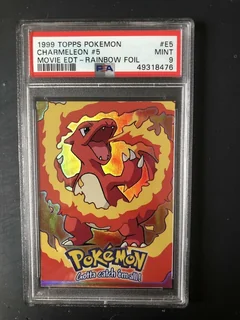 1999 TOPPS POKEMON #E5
CHARMELEON #5 MINT
MOVIE EDT - RAINBOW FOIL 9
PSA 49318476
POKéMON
Gotta catch 'em all!